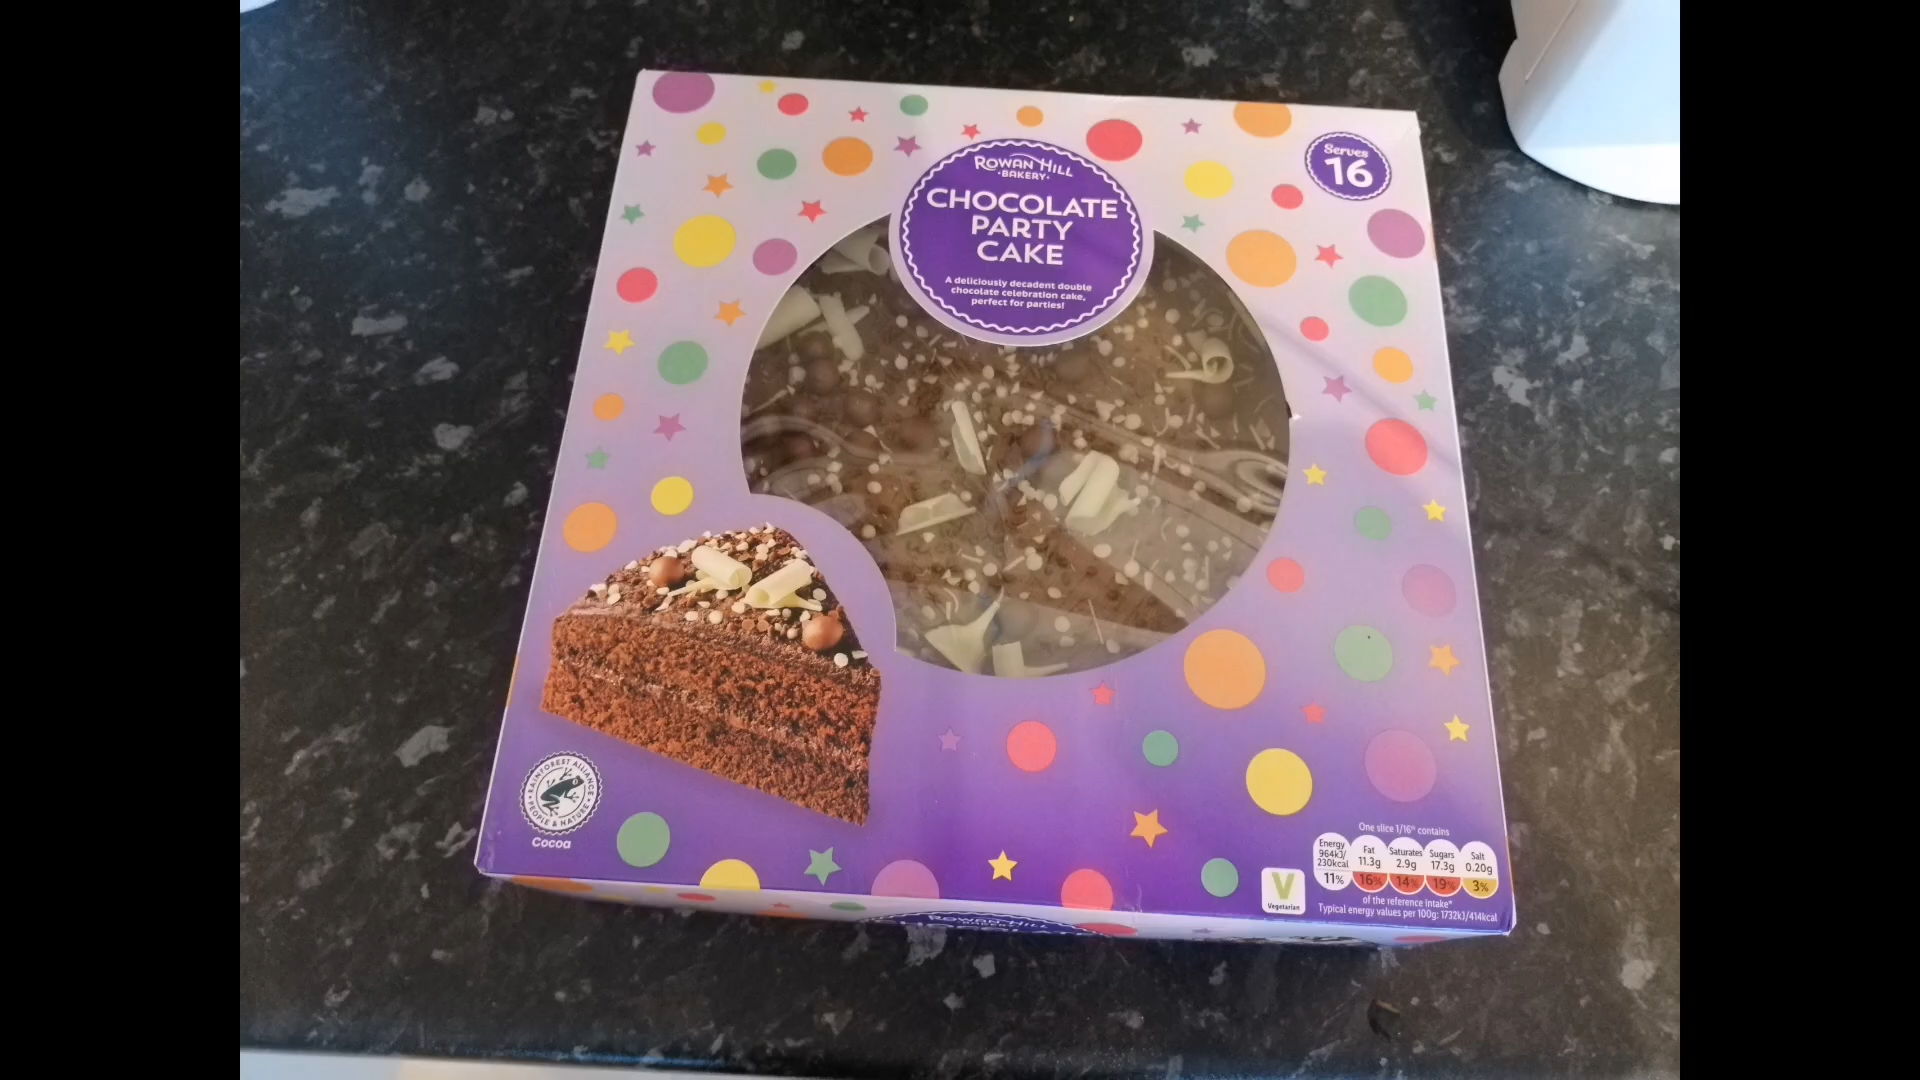 ROWAN HILL
·BAKERY·
CHOCOLATE
PARTY
CAKE
A deliciously decadent double
chocolate celebration cake,
perfect for parties!
Serves
16
RAINFOREST ALLIANCE
PEOPLE & NATURE
Cocoa
V
Vegetarian
One slice 1/16th contains
Energy
964kJ/
230kcal
11%
Fat
11.3g
16%
Saturates
2.9g
14%
Sugars
17.3g
19%
Salt
0.20g
3%
of the reference intake*
Typical energy values per 100g: 1732kJ/414kcal
ROWAN HILL